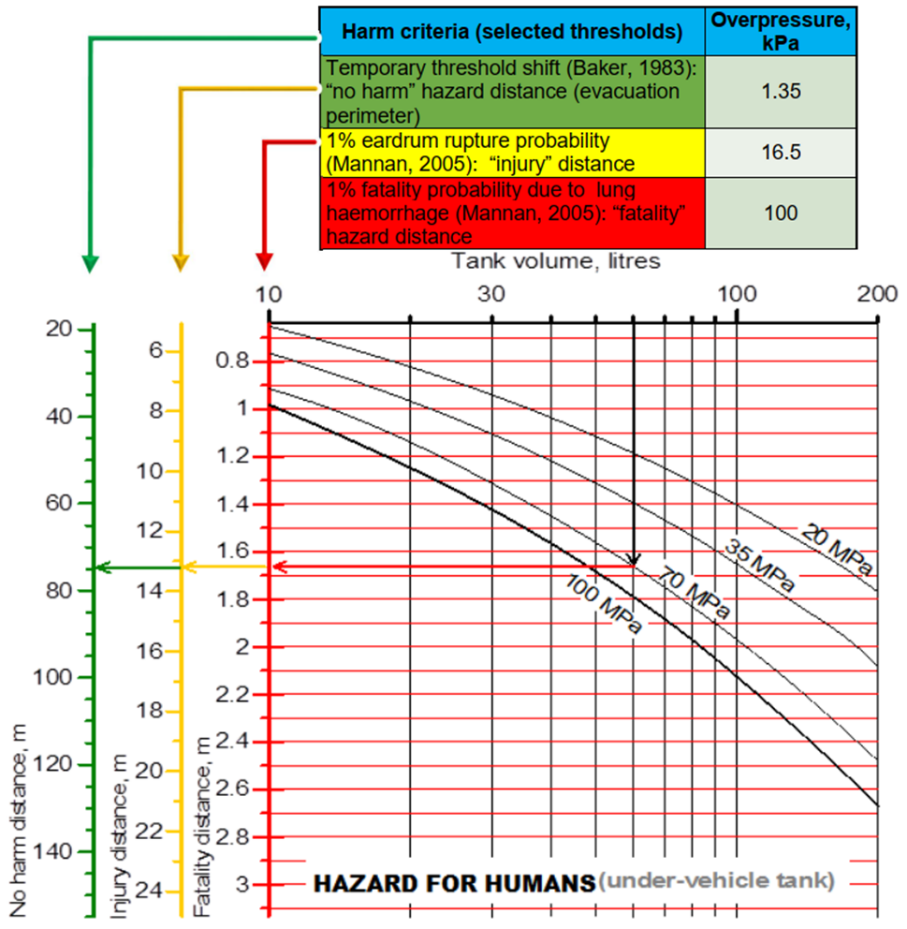 Harm criteria (selected thresholds)
Overpressure,
kPa
Temporary threshold shift (Baker, 1983):
“no harm” hazard distance (evacuation
perimeter)
1.35
1% eardrum rupture probability
(Mannan, 2005): “injury” distance
16.5
1% fatality probability due to lung
haemorrhage (Mannan, 2005): “fatality”
hazard distance
100
Tank volume, litres
10 30 100 200
No harm distance, m
20
40
60
80
100
120
140
Injury distance, m
6
8
10
12
14
16
18
20
22
24
Fatality distance, m
0.8
1
1.2
1.4
1.6
1.8
2
2.2
2.4
2.6
2.8
3
20 MPa
35 MPa
70 MPa
100 MPa
HAZARD FOR HUMANS (under-vehicle tank)